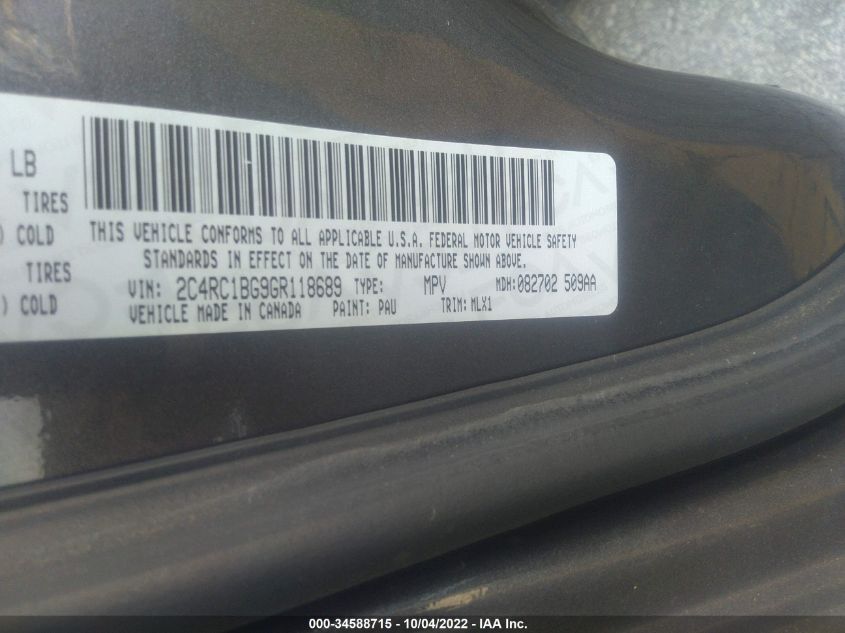 LB
TIRES
) COLD
TIRES
) COLD
THIS VEHICLE CONFORMS TO ALL APPLICABLE U.S.A. FEDERAL MOTOR VEHICLE SAFETY
STANDARDS IN EFFECT ON THE DATE OF MANUFACTURE SHOWN ABOVE.
VIN: 2C4RC1BG9GR118689 TYPE: MPV MDH: 082702 509AA
VEHICLE MADE IN CANADA PAINT: PAU TRIM: MLX1
000-34588715 - 10/04/2022 - IAA Inc.